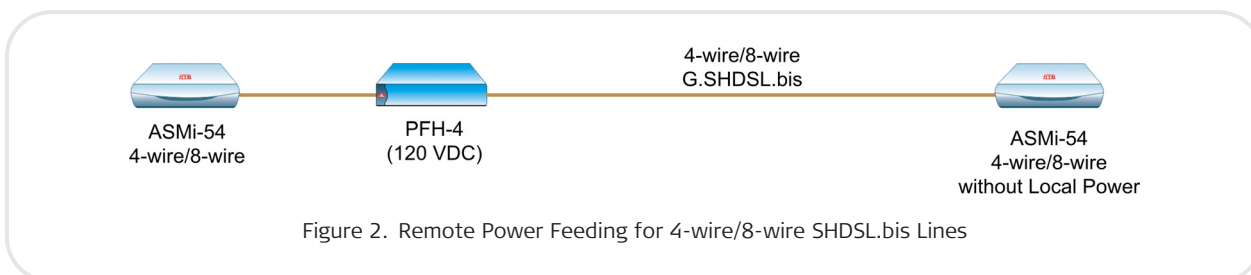 4-wire/8-wire
G.SHDSL.bis
ASMi-54
4-wire/8-wire
PFH-4
(120 VDC)
ASMi-54
4-wire/8-wire
without Local Power
Figure 2. Remote Power Feeding for 4-wire/8-wire SHDSL.bis Lines